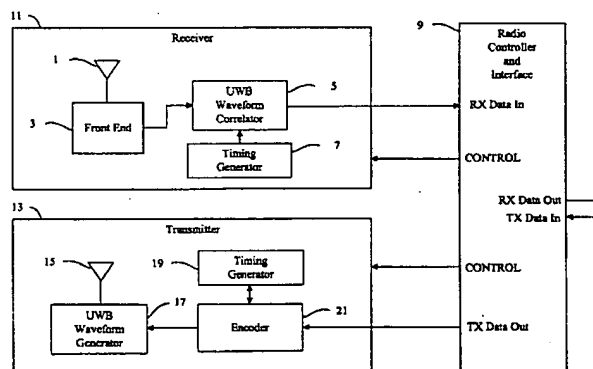 11
Receiver
1
3
Front End
UWB
Waveform
Correlator
5
Timing
Generator
7
13
Transmitter
15
19
Timing
Generator
UWB
Waveform
Generator
17
Encoder
21
9
Radio
Controller
and
Interface
RX Data In
CONTROL
RX Data Out
TX Data In
CONTROL
TX Data Out